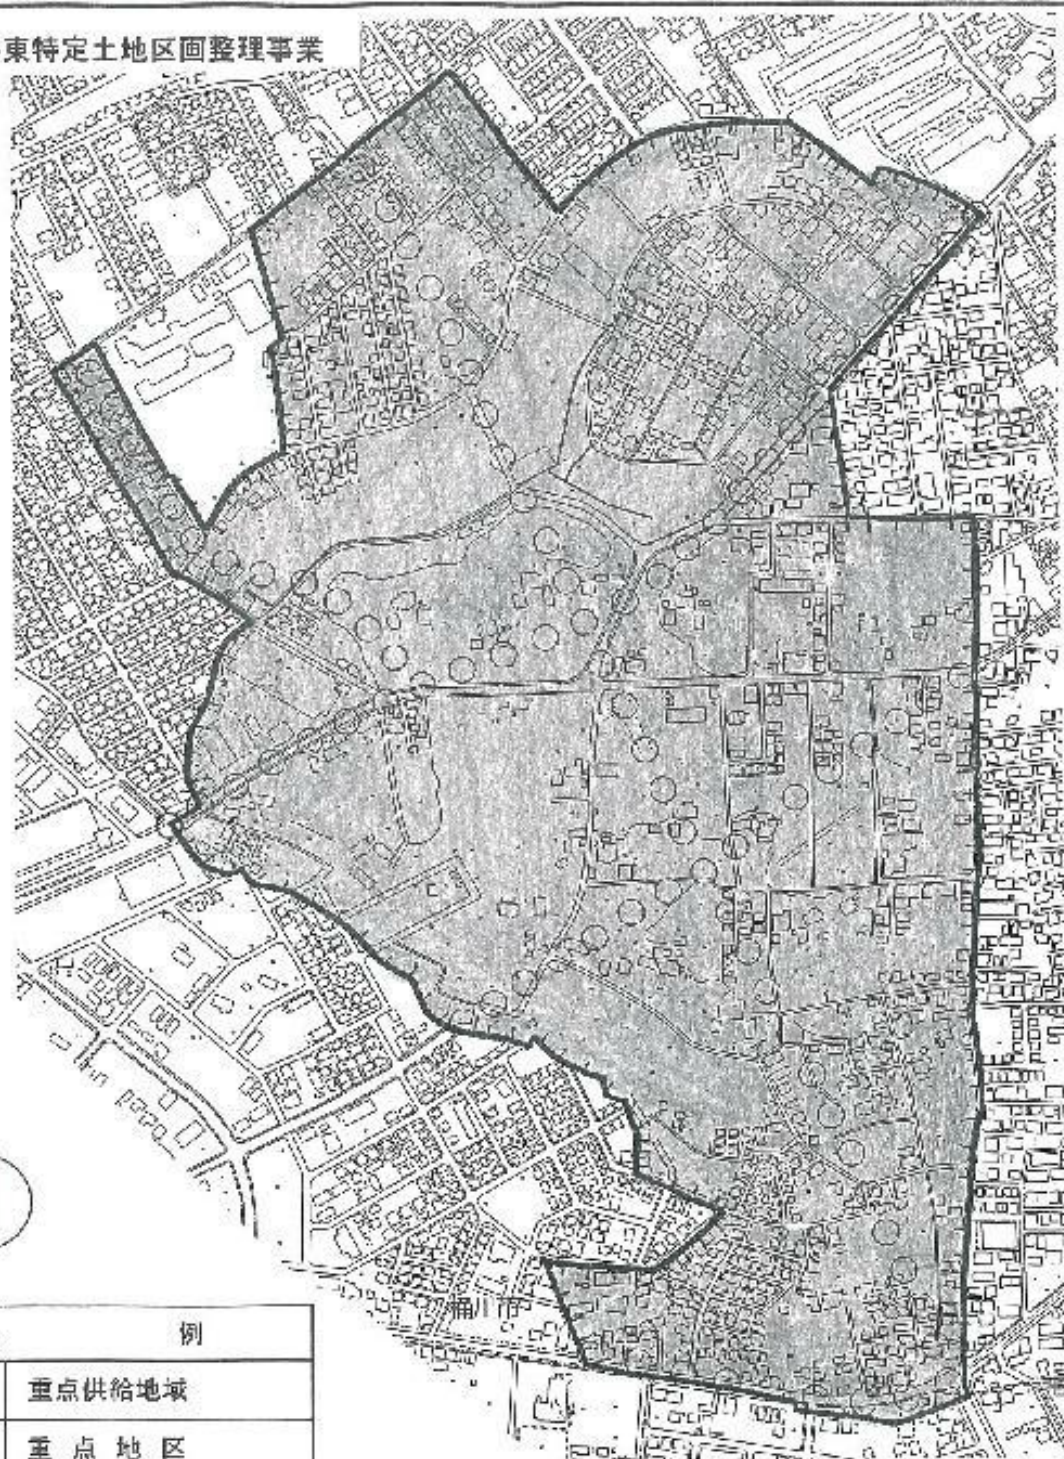 東特定土地区画整理事業
桶川市
例
重点供給地域
重点地区